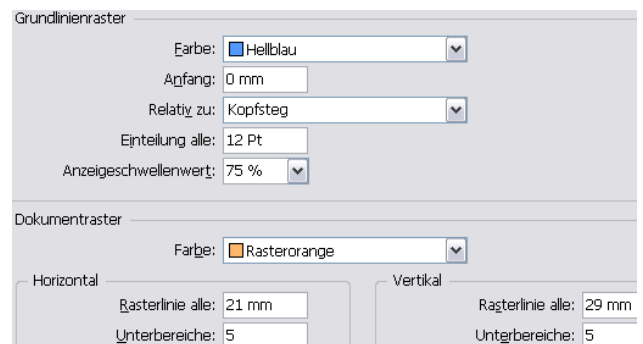 Grundlinienraster
Farbe: Hellblau
Anfang: 0 mm
Relativ zu: Kopfsteg
Einteilung alle: 12 Pt
Anzeigeschwellenwert: 75 %
Dokumentraster
Farbe: Rasterorange
Horizontal Vertikal
Rasterlinie alle: 21 mm Rasterlinie alle: 29 mm
Unterbereiche: 5 Unterbereiche: 5